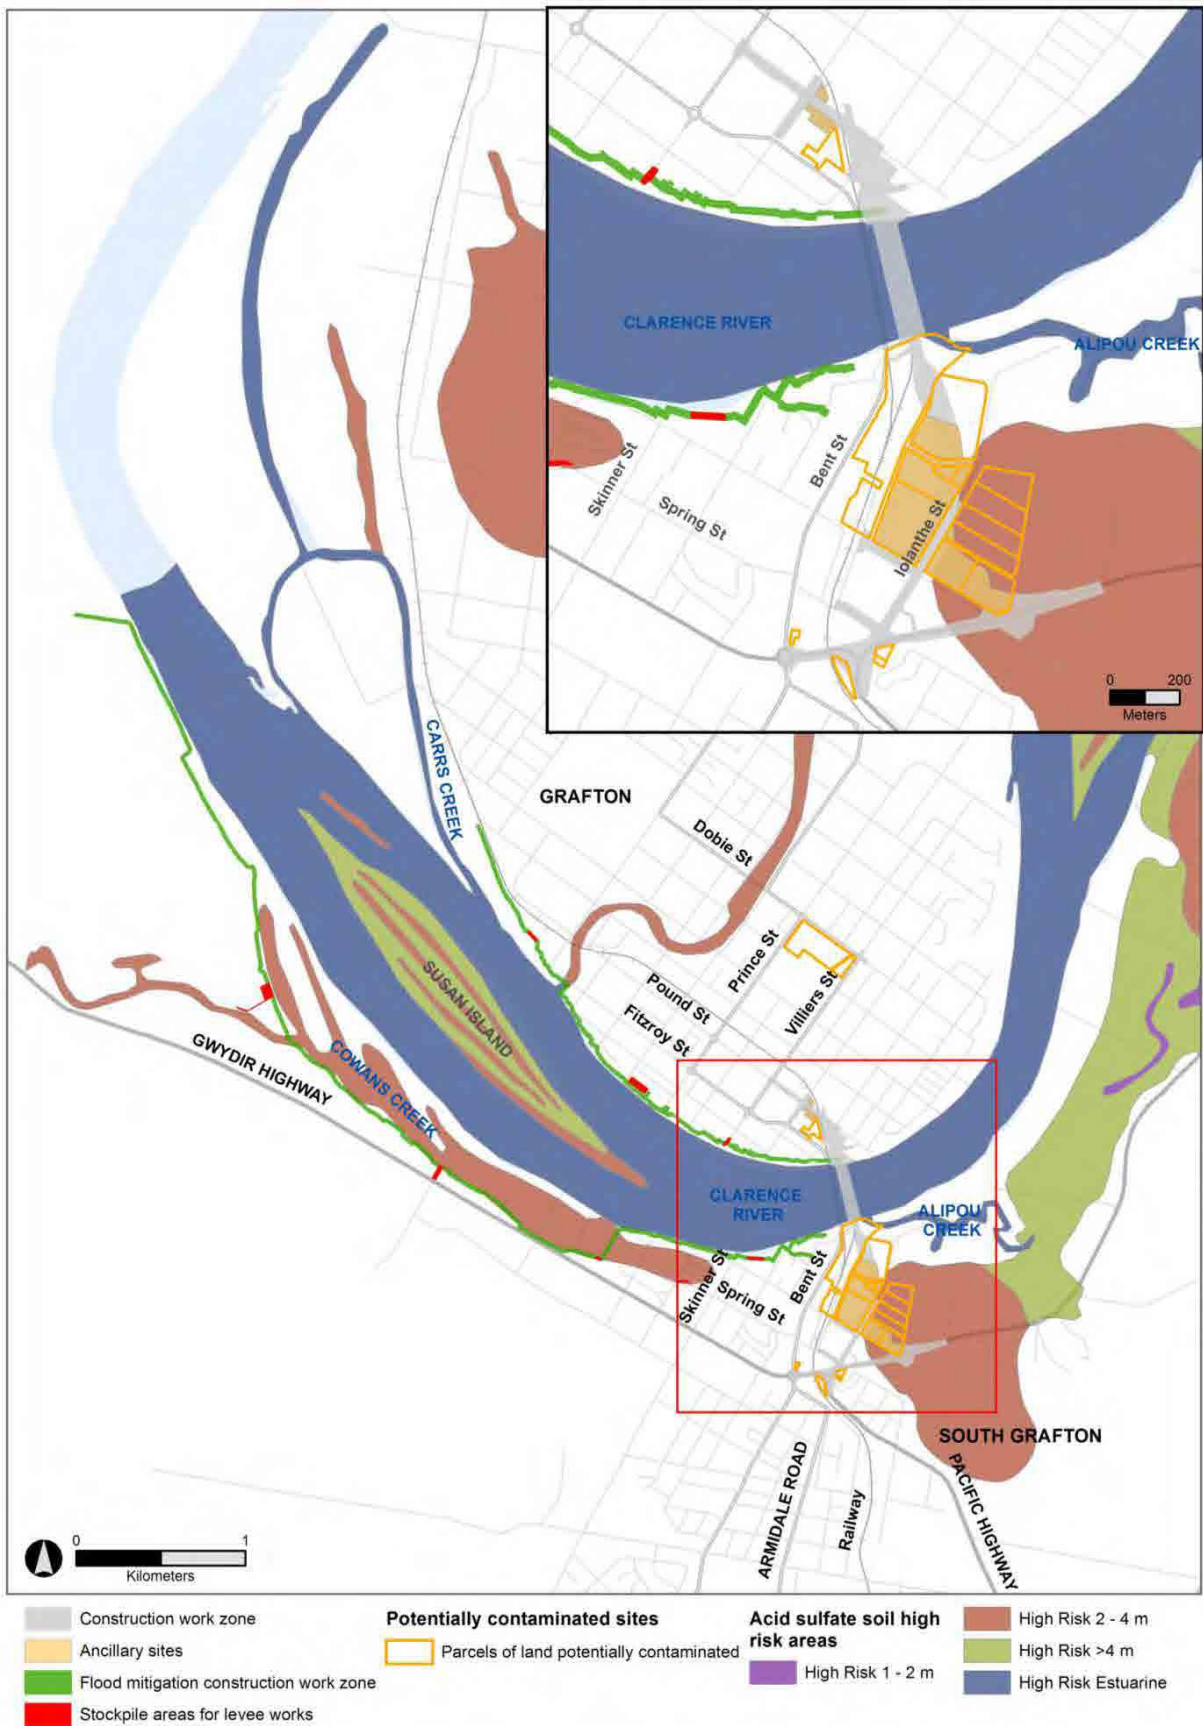 CLARENCE RIVER
ALIPOU CREEK
Skinner St
Spring St
Bent St
Iolanthe St
0 200
Meters
CARRS CREEK
GRAFTON
Dobie St
Prince St
Villiers St
Pound St
Fitzroy St
SUSAN ISLAND
COWANS CREEK
GWYDIR HIGHWAY
CLARENCE
RIVER
ALIPOU
CREEK
Skinner St
Spring St
Bent St
SOUTH GRAFTON
ARMIDALE ROAD
Railway
PACIFIC HIGHWAY
0 1
Kilometers
Construction work zone
Ancillary sites
Flood mitigation construction work zone
Stockpile areas for levee works
Potentially contaminated sites
Parcels of land potentially contaminated
Acid sulfate soil high
risk areas
High Risk 1 - 2 m
High Risk 2 - 4 m
High Risk >4 m
High Risk Estuarine